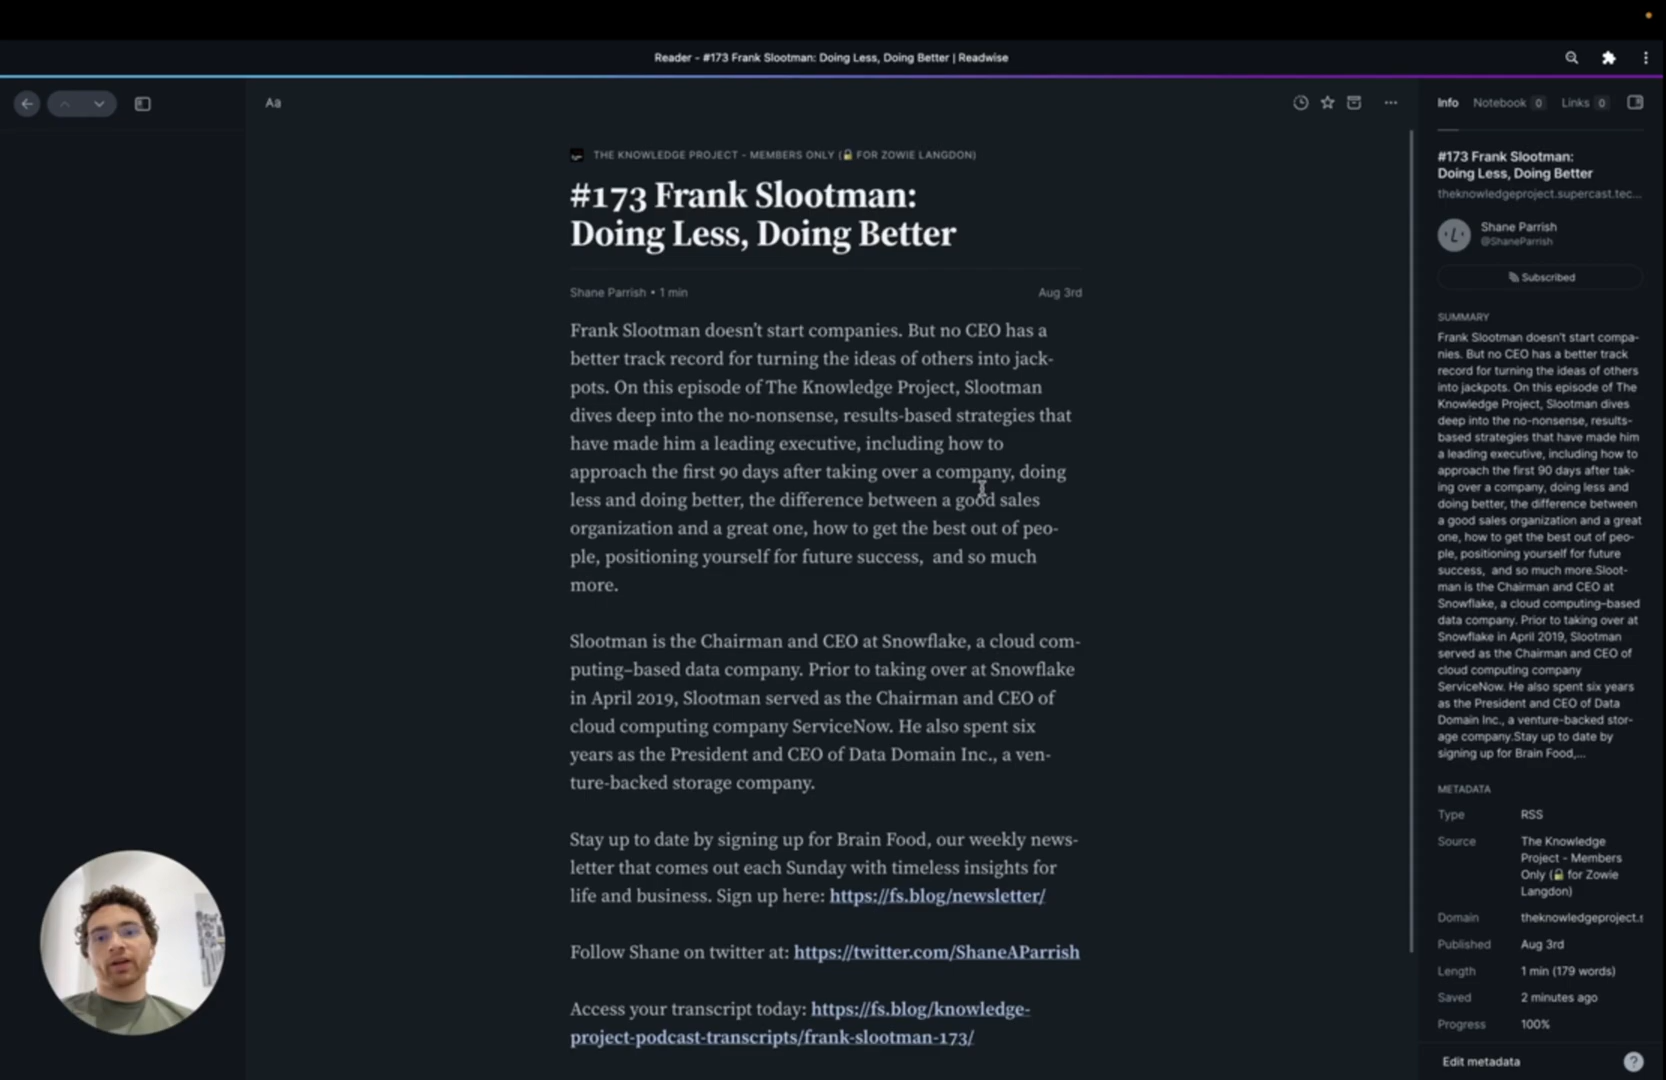 Reader - #173 Frank Slootman: Doing Less, Doing Better | Readwise
Aa
THE KNOWLEDGE PROJECT - MEMBERS ONLY (🔒 FOR ZOWIE LANGDON)
#173 Frank Slootman:
Doing Less, Doing Better
Shane Parrish • 1 min
Aug 3rd
Frank Slootman doesn't start companies. But no CEO has a
better track record for turning the ideas of others into jack-
pots. On this episode of The Knowledge Project, Slootman
dives deep into the no-nonsense, results-based strategies that
have made him a leading executive, including how to
approach the first 90 days after taking over a company, doing
less and doing better, the difference between a good sales
organization and a great one, how to get the best out of peo-
ple, positioning yourself for future success,  and so much
more.
Slootman is the Chairman and CEO at Snowflake, a cloud com-
puting–based data company. Prior to taking over at Snowflake
in April 2019, Slootman served as the Chairman and CEO of
cloud computing company ServiceNow. He also spent six
years as the President and CEO of Data Domain Inc., a ven-
ture-backed storage company.
Stay up to date by signing up for Brain Food, our weekly news-
letter that comes out each Sunday with timeless insights for
life and business. Sign up here: https://fs.blog/newsletter/
Follow Shane on twitter at: https://twitter.com/ShaneAParrish
Access your transcript today: https://fs.blog/knowledge-
project-podcast-transcripts/frank-slootman-173/
Info Notebook 0 Links 0
#173 Frank Slootman:
Doing Less, Doing Better
theknowledgeproject.supercast.tec...
Shane Parrish
@ShaneParrish
Subscribed
SUMMARY
Frank Slootman doesn't start compa-
nies. But no CEO has a better track
record for turning the ideas of others
into jackpots. On this episode of The
Knowledge Project, Slootman dives
deep into the no-nonsense, results-
based strategies that have made him
a leading executive, including how to
approach the first 90 days after tak-
ing over a company, doing less and
doing better, the difference between
a good sales organization and a great
one, how to get the best out of peo-
ple, positioning yourself for future
success,  and so much more.Sloot-
man is the Chairman and CEO at
Snowflake, a cloud computing–based
data company. Prior to taking over at
Snowflake in April 2019, Slootman
served as the Chairman and CEO of
cloud computing company
ServiceNow. He also spent six years
as the President and CEO of Data
Domain Inc., a venture-backed stor-
age company.Stay up to date by
signing up for Brain Food,...
METADATA
Type RSS
Source The Knowledge
Project - Members
Only (🔒 for Zowie
Langdon)
Domain theknowledgeproject.s
Published Aug 3rd
Length 1 min (179 words)
Saved 2 minutes ago
Progress 100%
Edit metadata ?